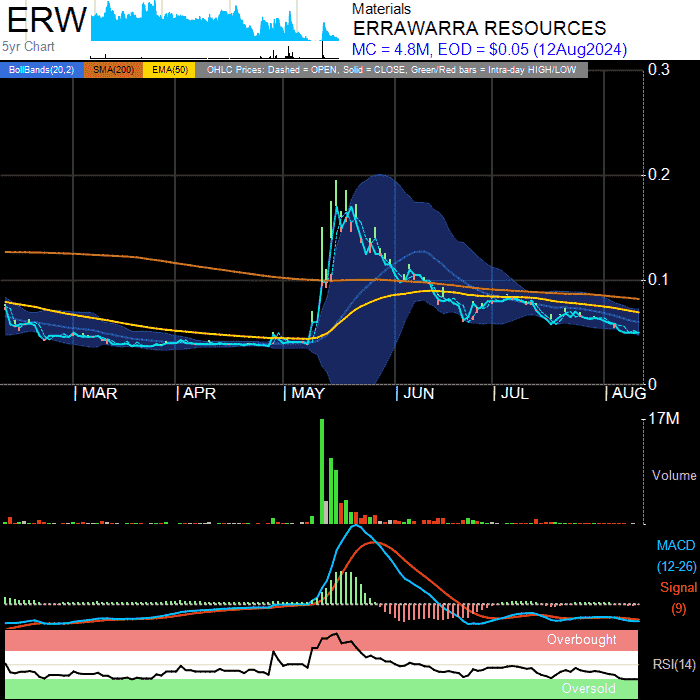 ERW
5yr Chart
Materials
ERRAWARRA RESOURCES
MC = 4.8M, EOD = $0.05 (12Aug2024)
BollBands(20,2) SMA(200) EMA(50) OHLC Prices: Dashed = OPEN, Solid = CLOSE, Green/Red bars = Intra-day HIGH/LOW
0.3
0.2
0.1
0
MAR APR MAY JUN JUL AUG
17M
Volume
MACD
(12-26)
Signal
(9)
Overbought
RSI(14)
Oversold